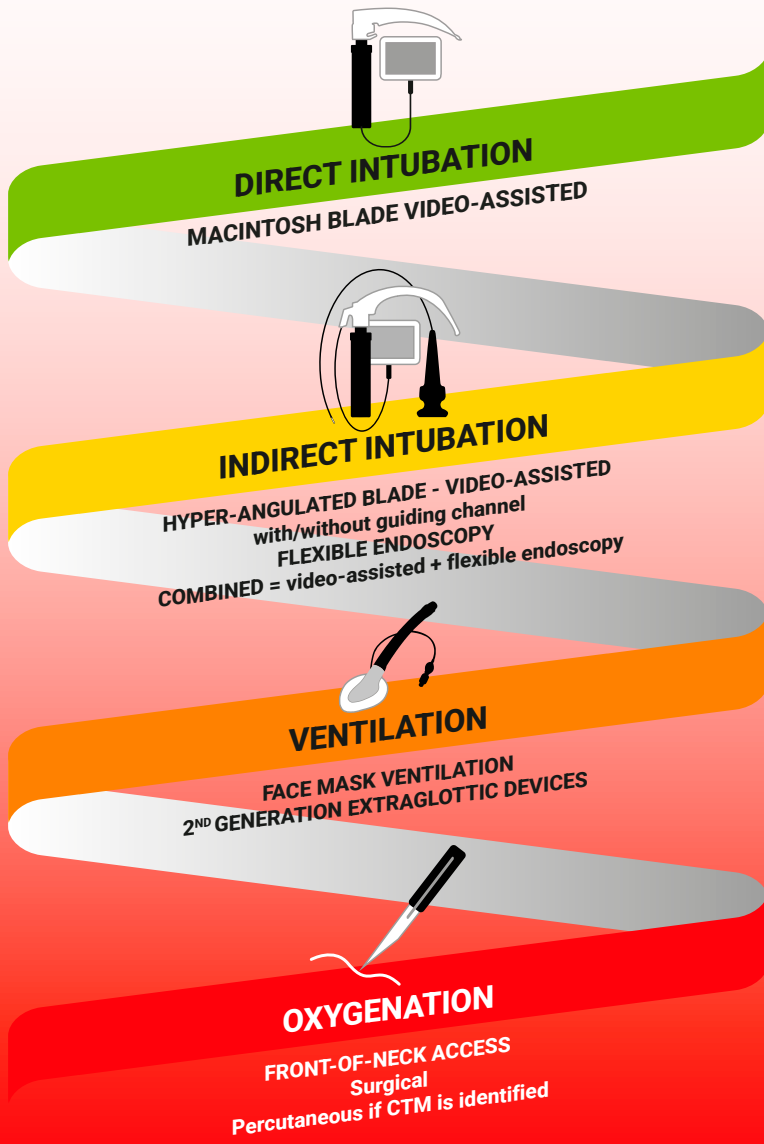 DIRECT INTUBATION
MACINTOSH BLADE VIDEO-ASSISTED
INDIRECT INTUBATION
HYPER-ANGULATED BLADE - VIDEO-ASSISTED
with/without guiding channel
FLEXIBLE ENDOSCOPY
COMBINED = video-assisted + flexible endoscopy
VENTILATION
FACE MASK VENTILATION
2ND GENERATION EXTRAGLOTTIC DEVICES
OXYGENATION
FRONT-OF-NECK ACCESS
Surgical
Percutaneous if CTM is identified